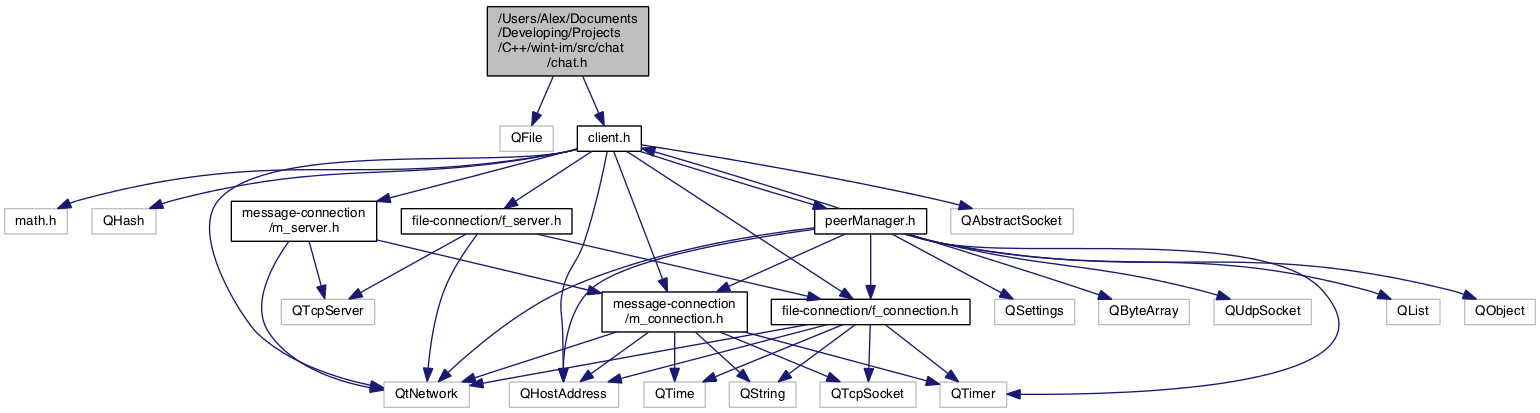 /Users/Alex/Documents
/Developing/Projects
/C++/wint-im/src/chat
/chat.h
QFile
client.h
math.h
QHash
message-connection
/m_server.h
file-connection/f_server.h
peerManager.h
QAbstractSocket
QTcpServer
message-connection
/m_connection.h
file-connection/f_connection.h
QSettings
QByteArray
QUdpSocket
QList
QObject
QtNetwork
QHostAddress
QTime
QString
QTcpSocket
QTimer